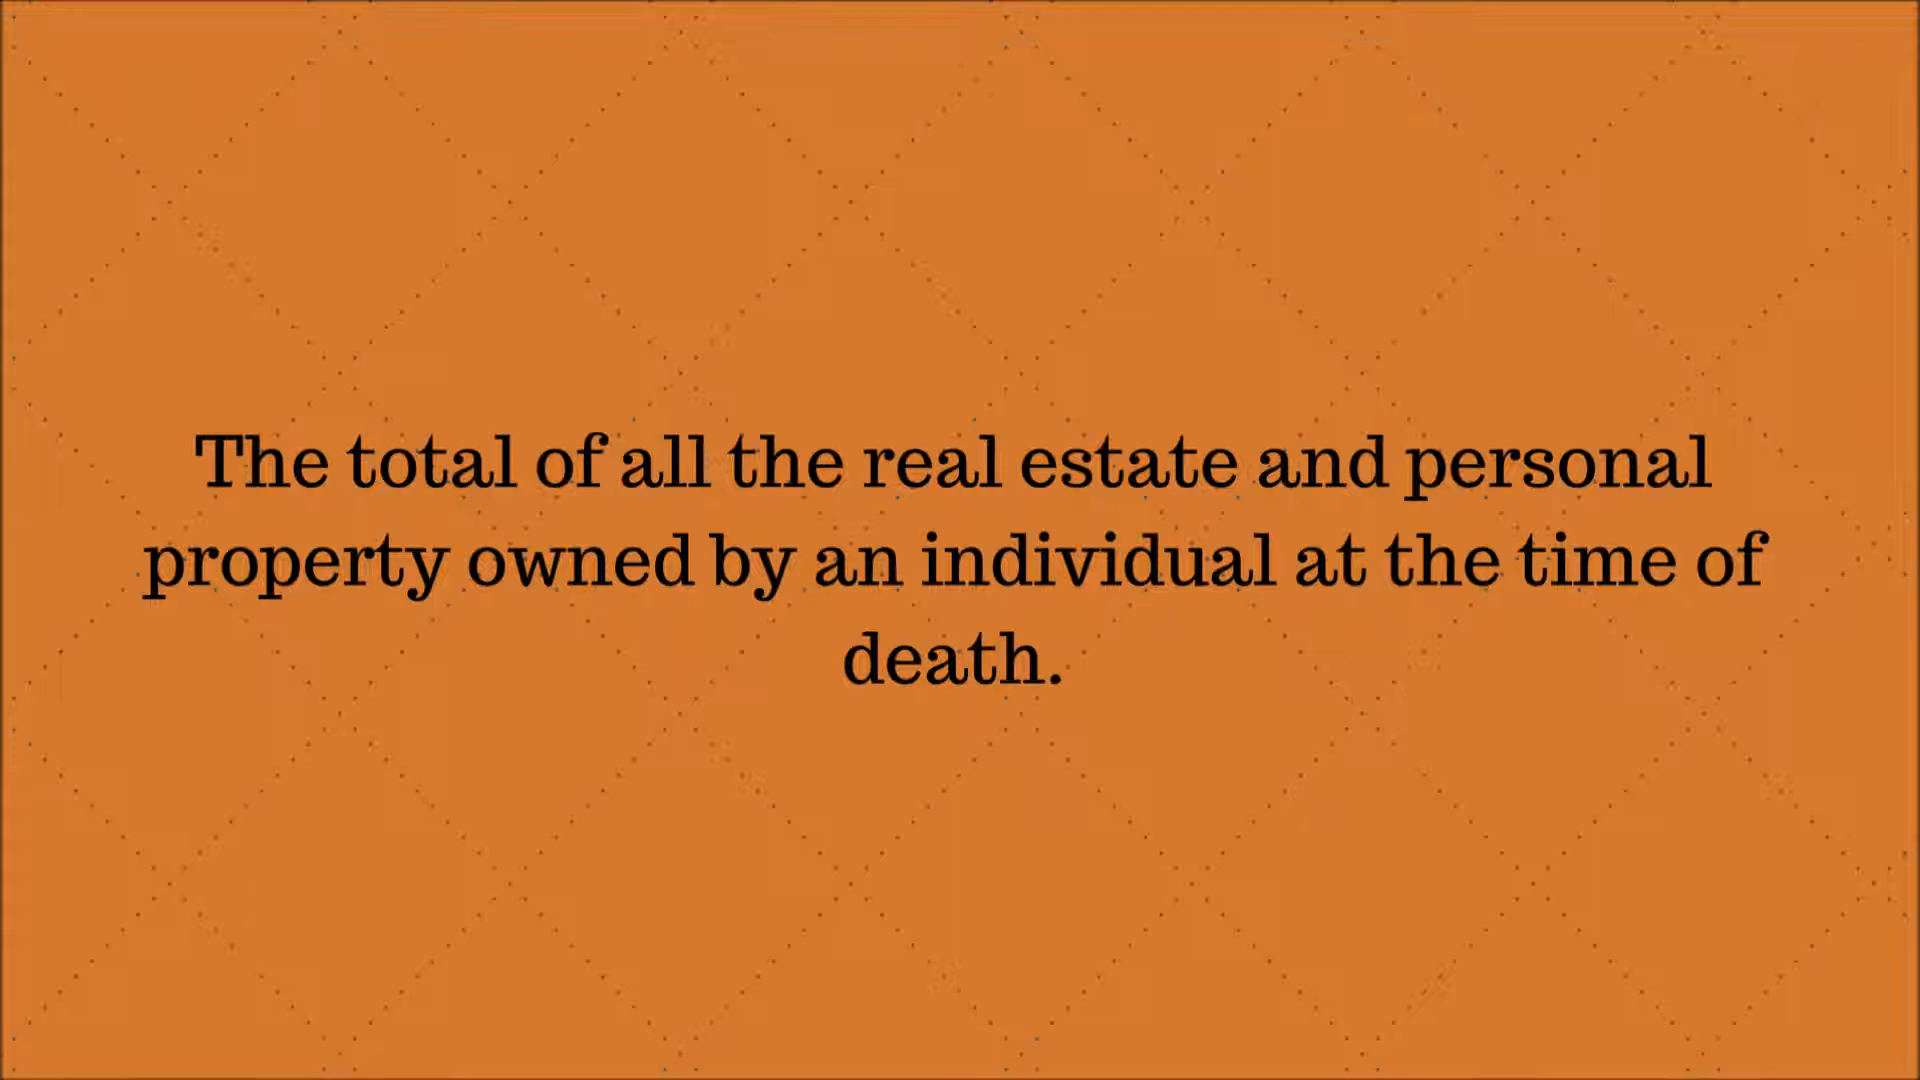 The total of all the real estate and personal
property owned by an individual at the time of
death.